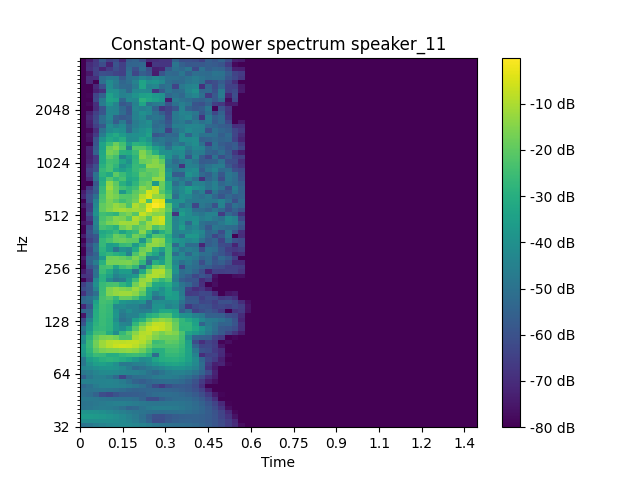 Constant-Q power spectrum speaker_11
2048
1024
512
256
128
64
32
Hz
0 0.15 0.3 0.45 0.6 0.75 0.9 1.1 1.2 1.4
Time
-10 dB
-20 dB
-30 dB
-40 dB
-50 dB
-60 dB
-70 dB
-80 dB